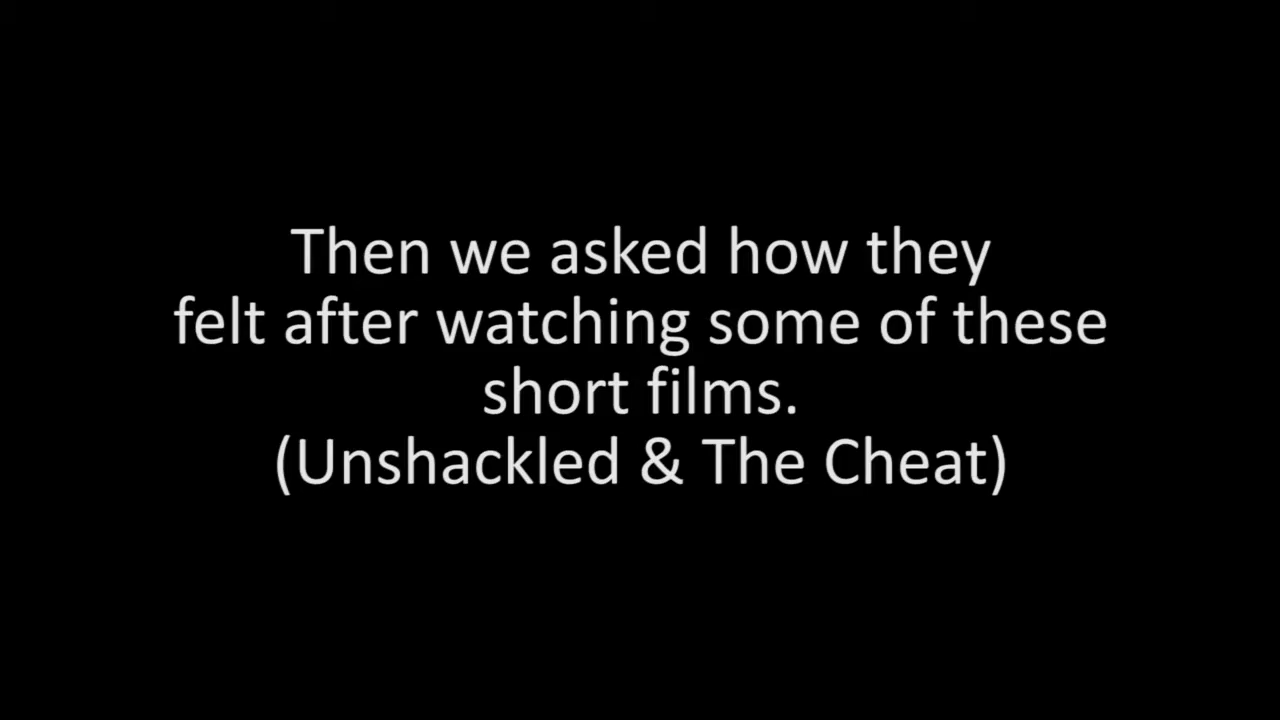 Then we asked how they
felt after watching some of these
short films.
(Unshackled & The Cheat)